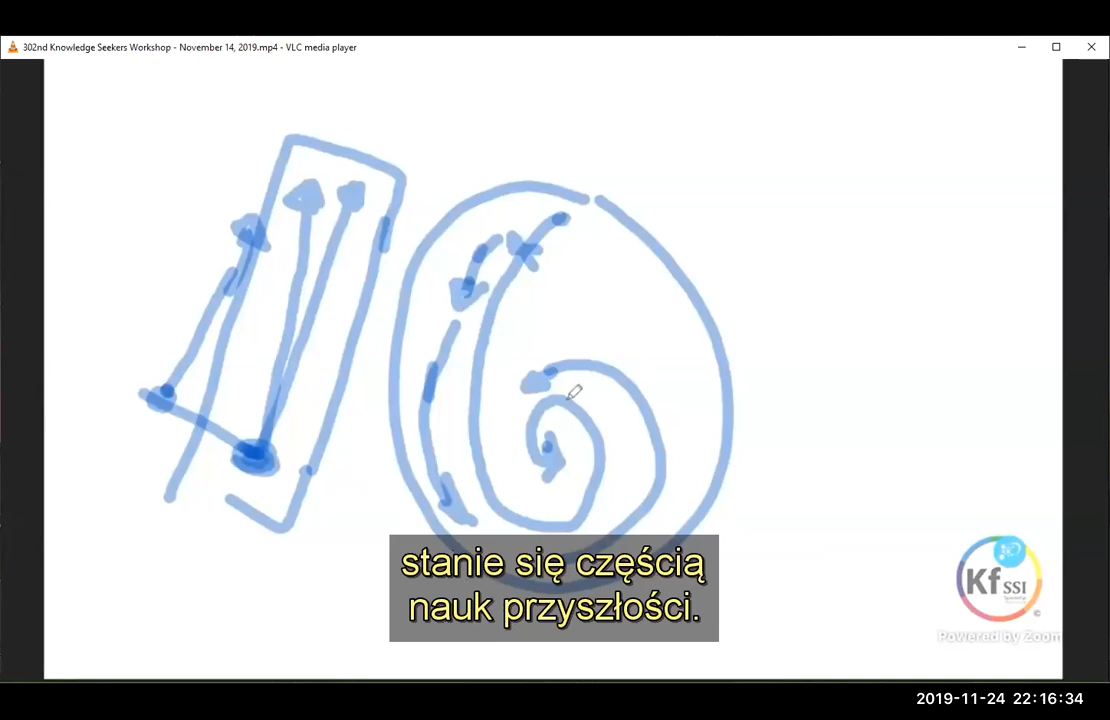 302nd Knowledge Seekers Workshop - November 14, 2019.mp4 - VLC media player
stanie się częścią
nauk przyszłości.
Kf SSI
Powered by Zoom
2019-11-24 22:16:34